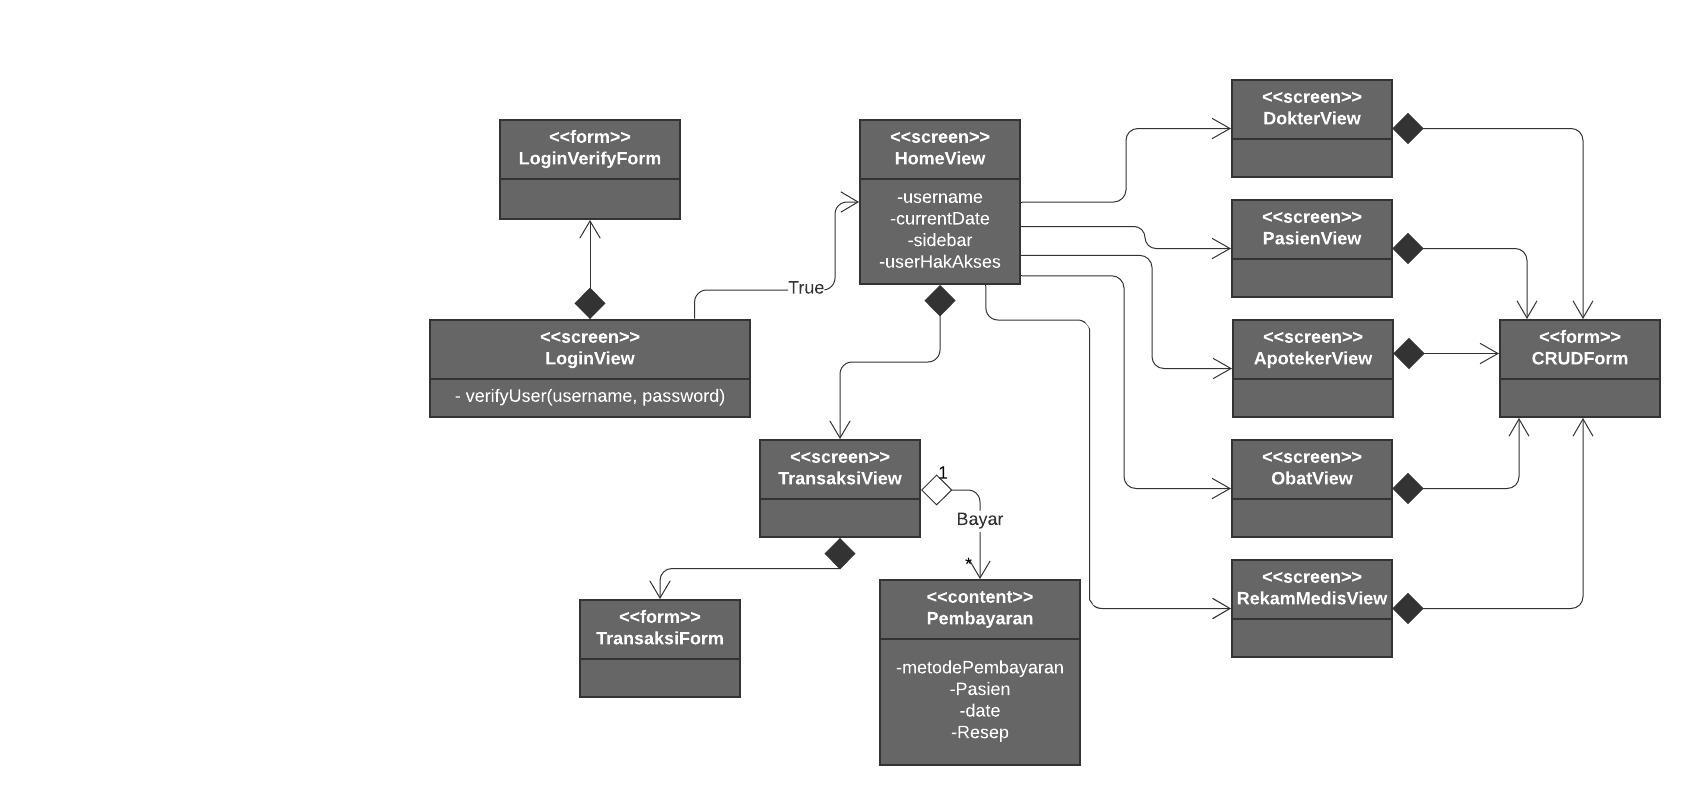 <<form>>
LoginVerifyForm
<<screen>>
HomeView
-username
-currentDate
-sidebar
-userHakAkses
<<screen>>
DokterView
<<screen>>
PasienView
True
<<screen>>
LoginView
- verifyUser(username, password)
<<screen>>
ApotekerView
<<form>>
CRUDForm
<<screen>>
TransaksiView
1
Bayar
*
<<screen>>
ObatView
<<form>>
TransaksiForm
<<content>>
Pembayaran
-metodePembayaran
-Pasien
-date
-Resep
<<screen>>
RekamMedisView